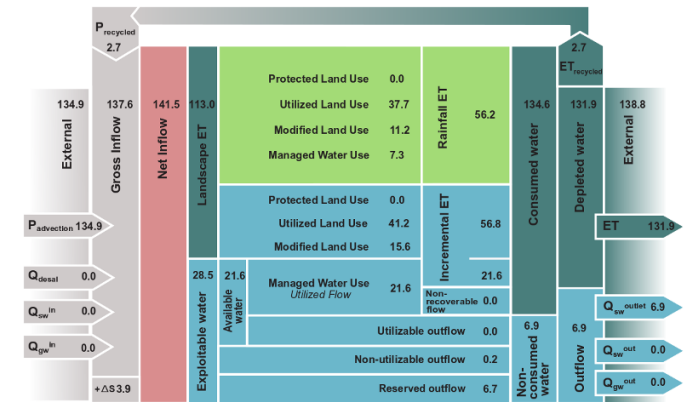 P recycled
2.7
2.7
ET recycled
134.9
External
137.6
Gross Inflow
141.5
Net Inflow
113.0
Landscape ET
Protected Land Use 0.0
Utilized Land Use 37.7
Modified Land Use 11.2
Managed Water Use 7.3
Rainfall ET
56.2
134.6
Consumed water
131.9
Depleted water
138.8
External
Protected Land Use 0.0
Utilized Land Use 41.2
Modified Land Use 15.6
Incremental ET
56.8
21.6
P advection 134.9
ET 131.9
Q desal 0.0
Q sw in 0.0
Q gw in 0.0
+ΔS 3.9
28.5
Exploitable water
21.6
Available
water
Managed Water Use
Utilized Flow
21.6
Non-
recoverable
flow
0.0
Utilizable outflow 0.0
Non-utilizable outflow 0.2
Reserved outflow 6.7
6.9
Non-
consumed
water
6.9
Outflow
Q sw outlet 6.9
Q sw out 0.0
Q gw out 0.0